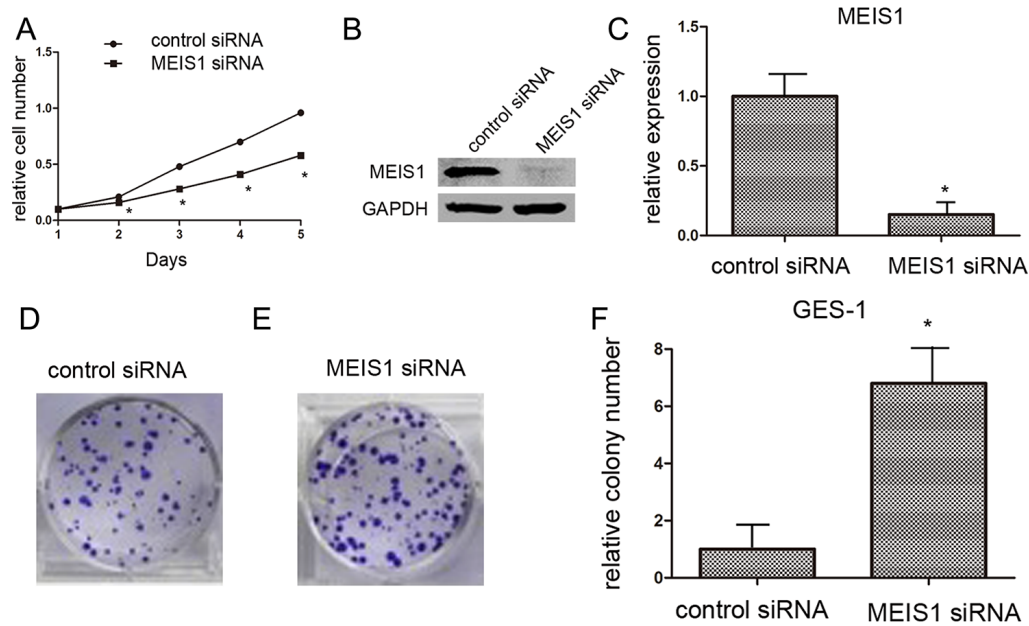 A
control siRNA
MEIS1 siRNA
relative cell number
1.5
1.0
0.5
0.0
1 2 3 4 5
* * * *
Days
B
control siRNA
MEIS1 siRNA
MEIS1
GAPDH
C
MEIS1
relative expression
1.5
1.0
0.5
0.0
*
control siRNA MEIS1 siRNA
D
control siRNA
E
MEIS1 siRNA
F
GES-1
relative colony number
*
8
6
4
2
0
control siRNA MEIS1 siRNA